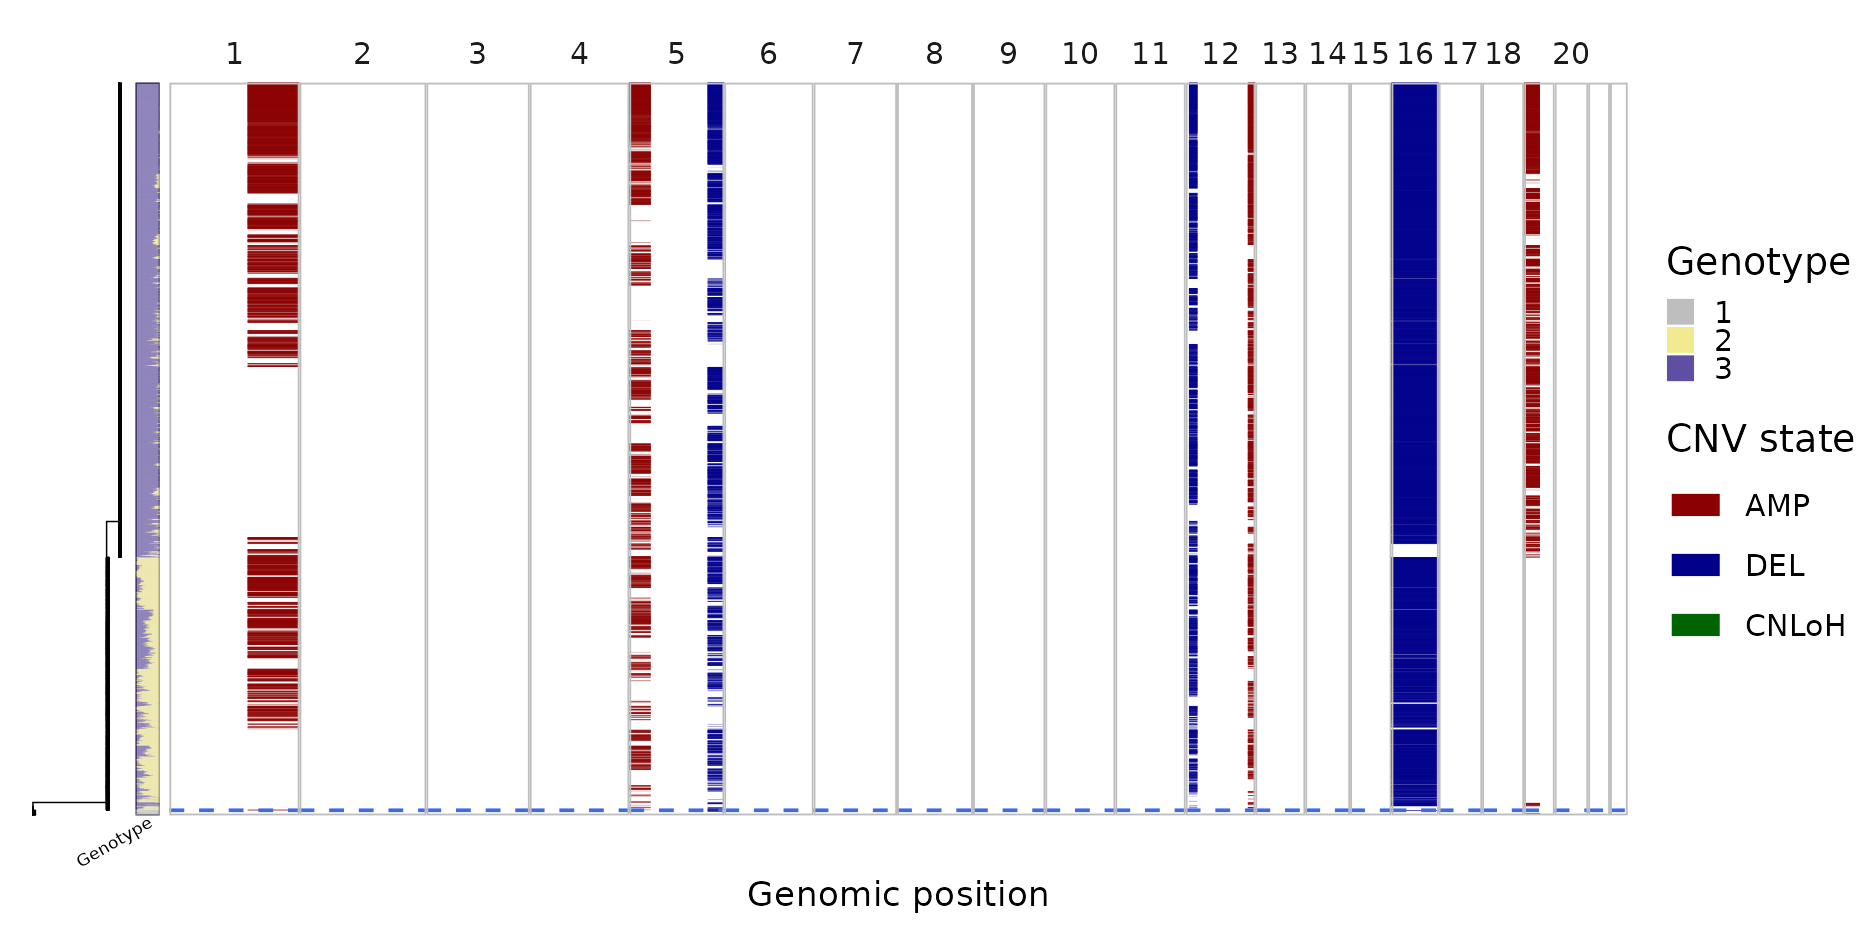 1 2 3 4 5 6 7 8 9 10 11 12 13 14 15 16 17 18 20
Genotype
1
2
3
CNV state
AMP
DEL
CNLoH
Genotype
Genomic position